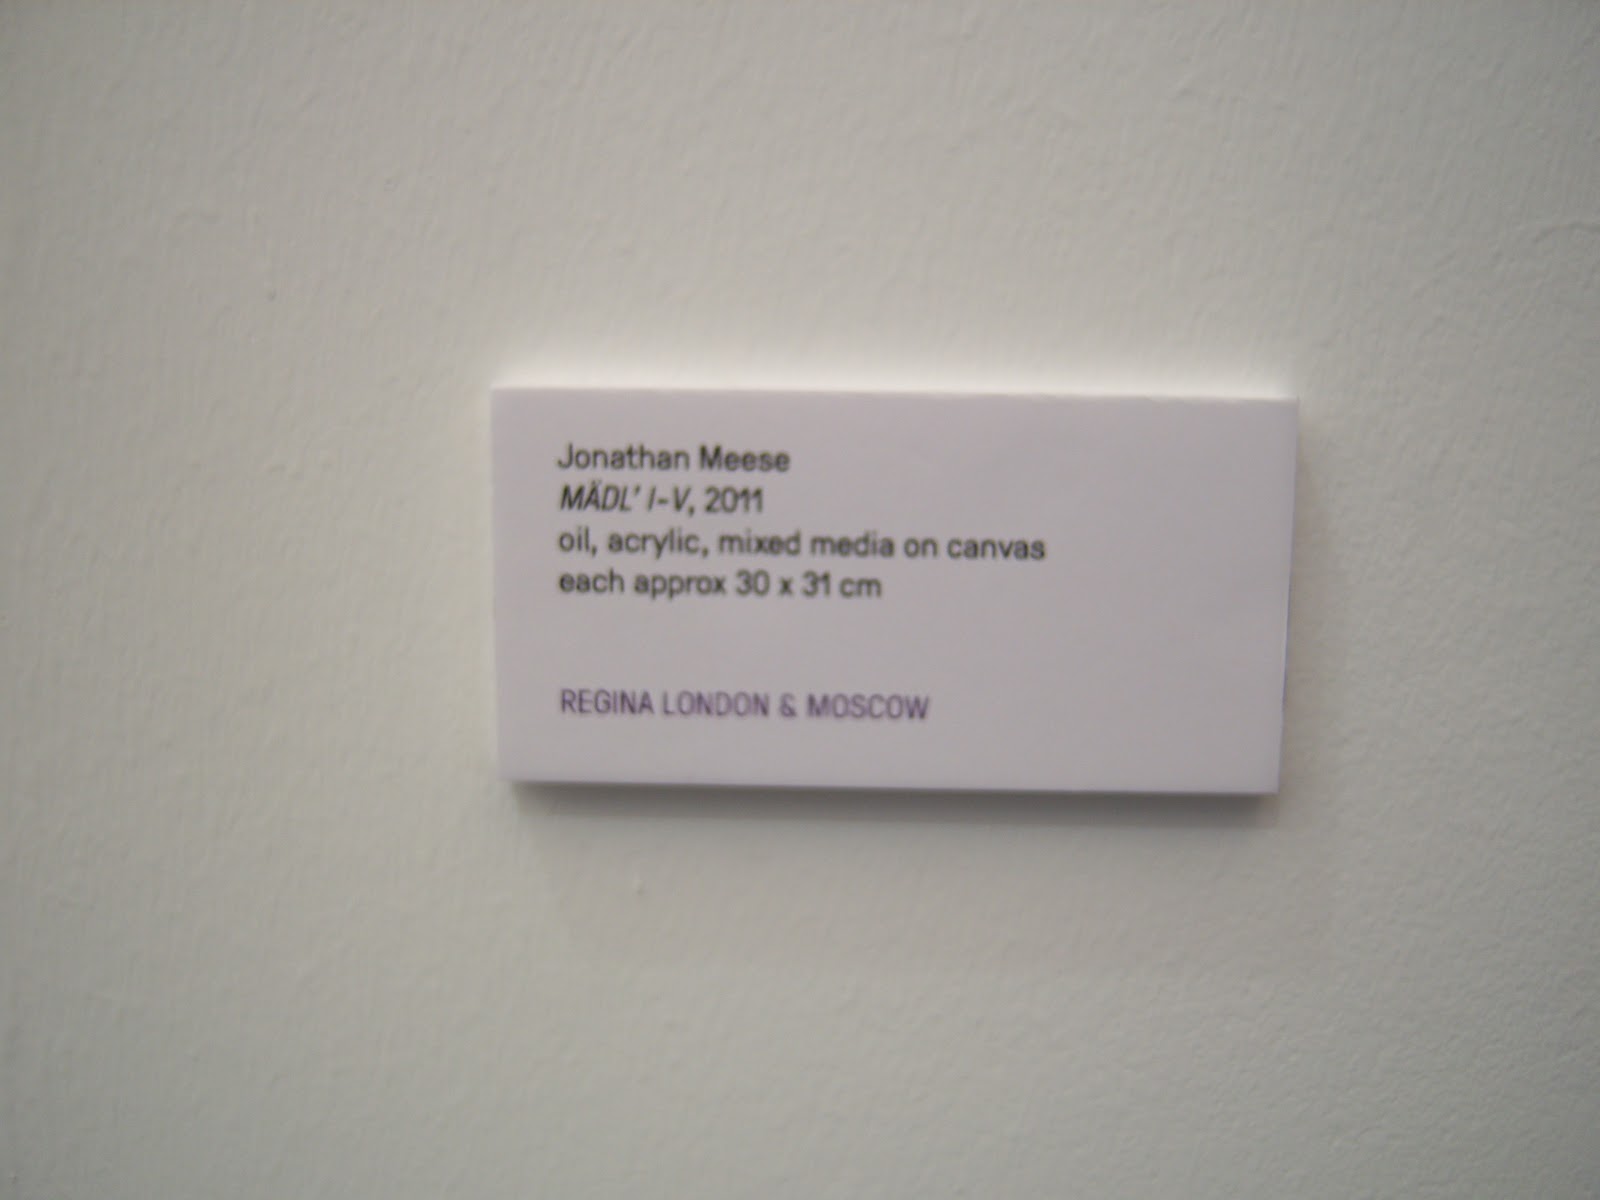 Jonathan Meese
MÄDL' I-V, 2011
oil, acrylic, mixed media on canvas
each approx 30 x 31 cm
REGINA LONDON & MOSCOW